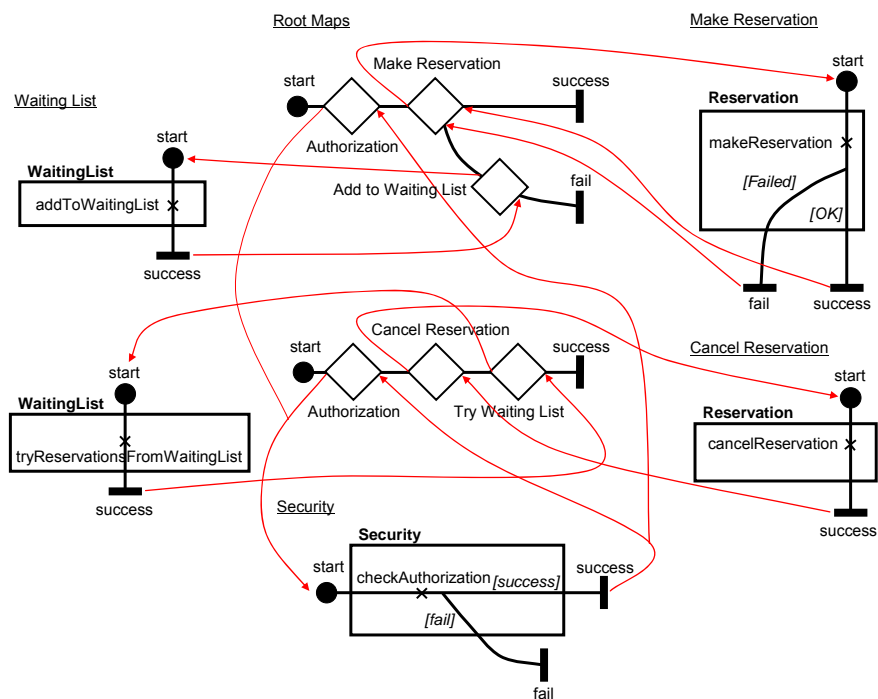 Root Maps
Make Reservation
start
success
Authorization
Add to Waiting List
fail
Make Reservation
start
Reservation
makeReservation
[Failed]
[OK]
fail
success
Waiting List
start
WaitingList
addToWaitingList
success
start
WaitingList
tryReservationsFromWaitingList
success
Cancel Reservation
start
success
Authorization
Try Waiting List
Cancel Reservation
start
Reservation
cancelReservation
success
Security
Security
start
checkAuthorization
[success]
success
[fail]
fail